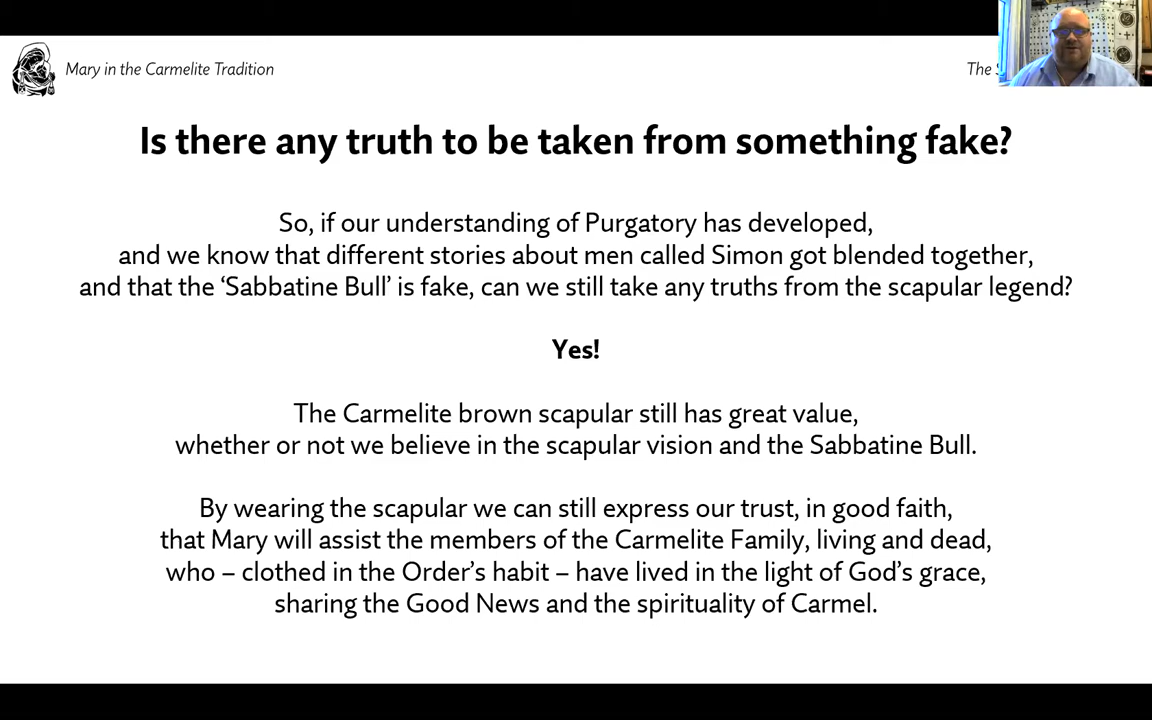 Mary in the Carmelite Tradition
The
Is there any truth to be taken from something fake?
So, if our understanding of Purgatory has developed,
and we know that different stories about men called Simon got blended together,
and that the ‘Sabbatine Bull’ is fake, can we still take any truths from the scapular legend?
Yes!
The Carmelite brown scapular still has great value,
whether or not we believe in the scapular vision and the Sabbatine Bull.
By wearing the scapular we can still express our trust, in good faith,
that Mary will assist the members of the Carmelite Family, living and dead,
who – clothed in the Order’s habit – have lived in the light of God’s grace,
sharing the Good News and the spirituality of Carmel.